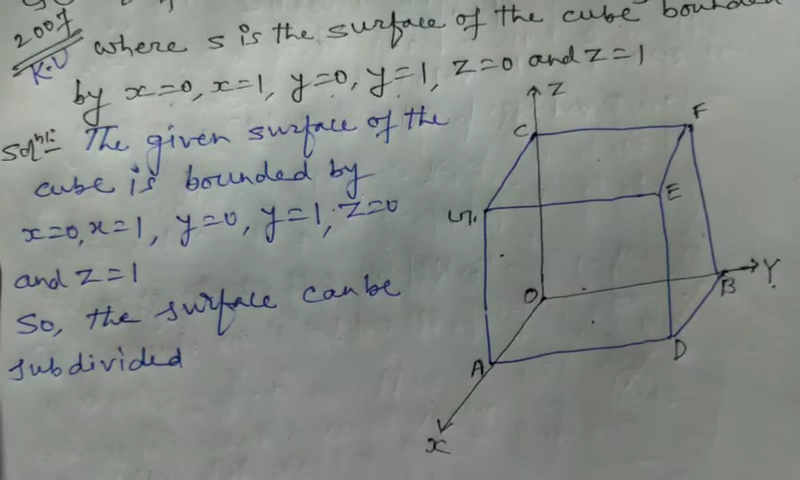 2007
K.U
where S is the surface of the cube bounded
by x=0, x=1, y=0, y=1, z=0 and z=1
Solⁿ:- The given surface of the
cube is bounded by
x=0, x=1, y=0, y=1, z=0
and z=1
So, the surface can be
subdivided
Z
C
F
G
E
O
B
Y
A
D
X